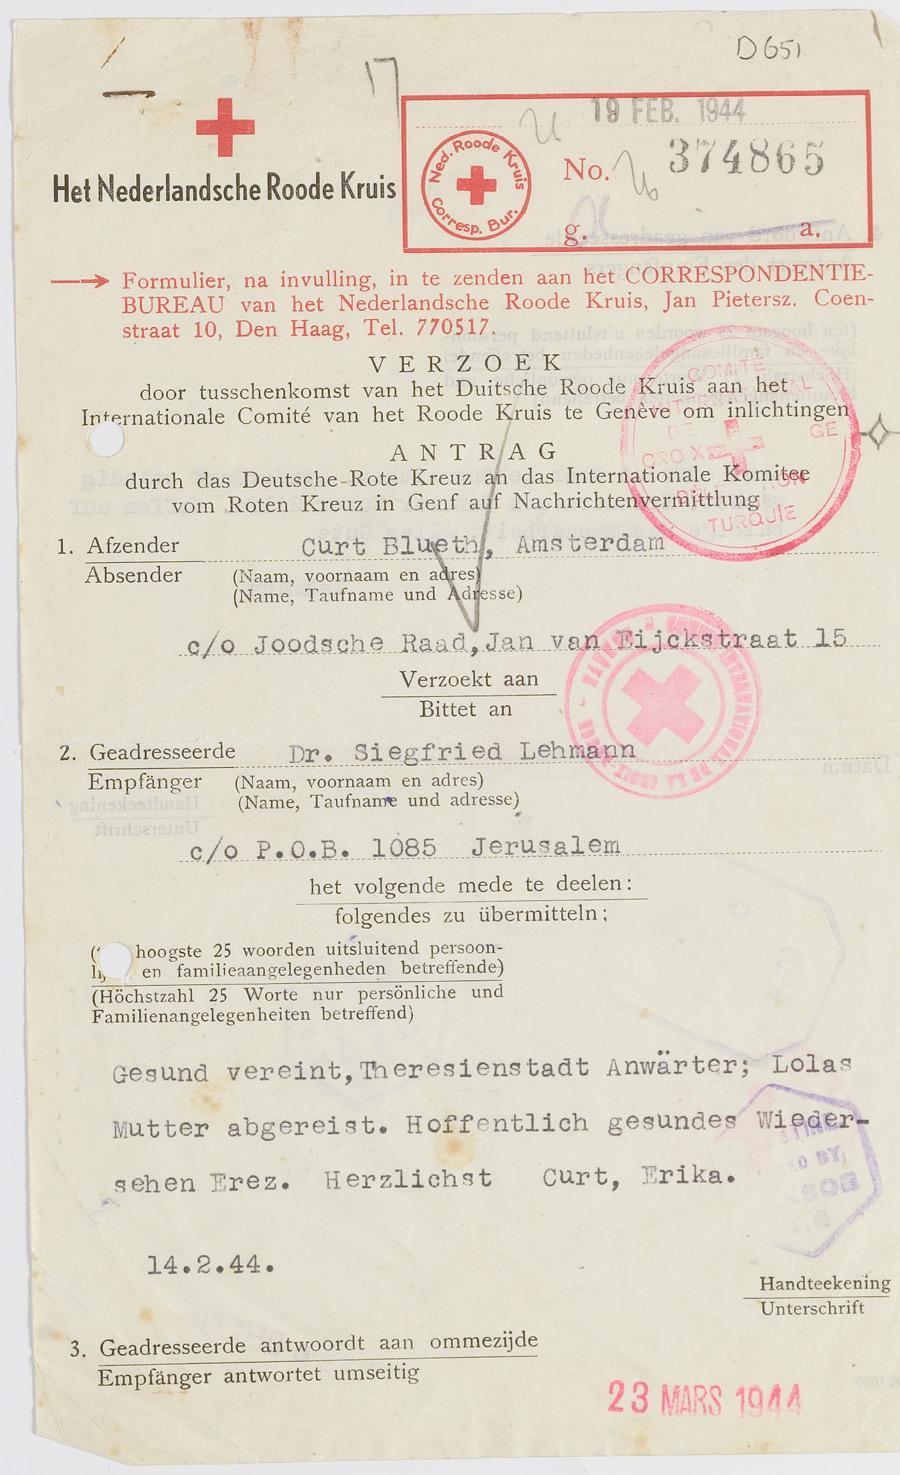 D651
17
Het Nederlandsche Roode Kruis
19 FEB. 1944
Ned. Roode Kruis
Corresp. Bur.
No. 374865
g. a.
Formulier, na invulling, in te zenden aan het CORRESPONDENTIE-
BUREAU van het Nederlandsche Roode Kruis, Jan Pietersz. Coen-
straat 10, Den Haag, Tel. 770517.
VERZOEK
door tusschenkomst van het Duitsche Roode Kruis aan het
Internationale Comité van het Roode Kruis te Genève om inlichtingen
COMITÉ
INTERNATIONAL
DE
CROIX GE
TURQUIE
ANTRAG
durch das Deutsche-Rote Kreuz an das Internationale Komitee
vom Roten Kreuz in Genf auf Nachrichtenvermittlung
1. Afzender Curt Blueth, Amsterdam
Absender (Naam, voornaam en adres)
(Name, Taufname und Adresse)
c/o Joodsche Raad, Jan van Eijckstraat 15
Verzoekt aan
Bittet an
2. Geadresseerde Dr. Siegfried Lehmann
Empfänger (Naam, voornaam en adres)
(Name, Taufname und adresse)
c/o P.O.B. 1085 Jerusalem
het volgende mede te deelen:
folgendes zu übermitteln;
hoogste 25 woorden uitsluitend persoon-
en familieaangelegenheden betreffende)
(Höchstzahl 25 Worte nur persönliche und
Familienangelegenheiten betreffend)
Gesund vereint, Theresienstadt Anwärter; Lolas
Mutter abgereist. Hoffentlich gesundes Wieder-
sehen Erez. Herzlichst Curt, Erika.
14.2.44.
Handteekening
Unterschrift
3. Geadresseerde antwoordt aan ommezijde
Empfänger antwortet umseitig
23 MARS 1944